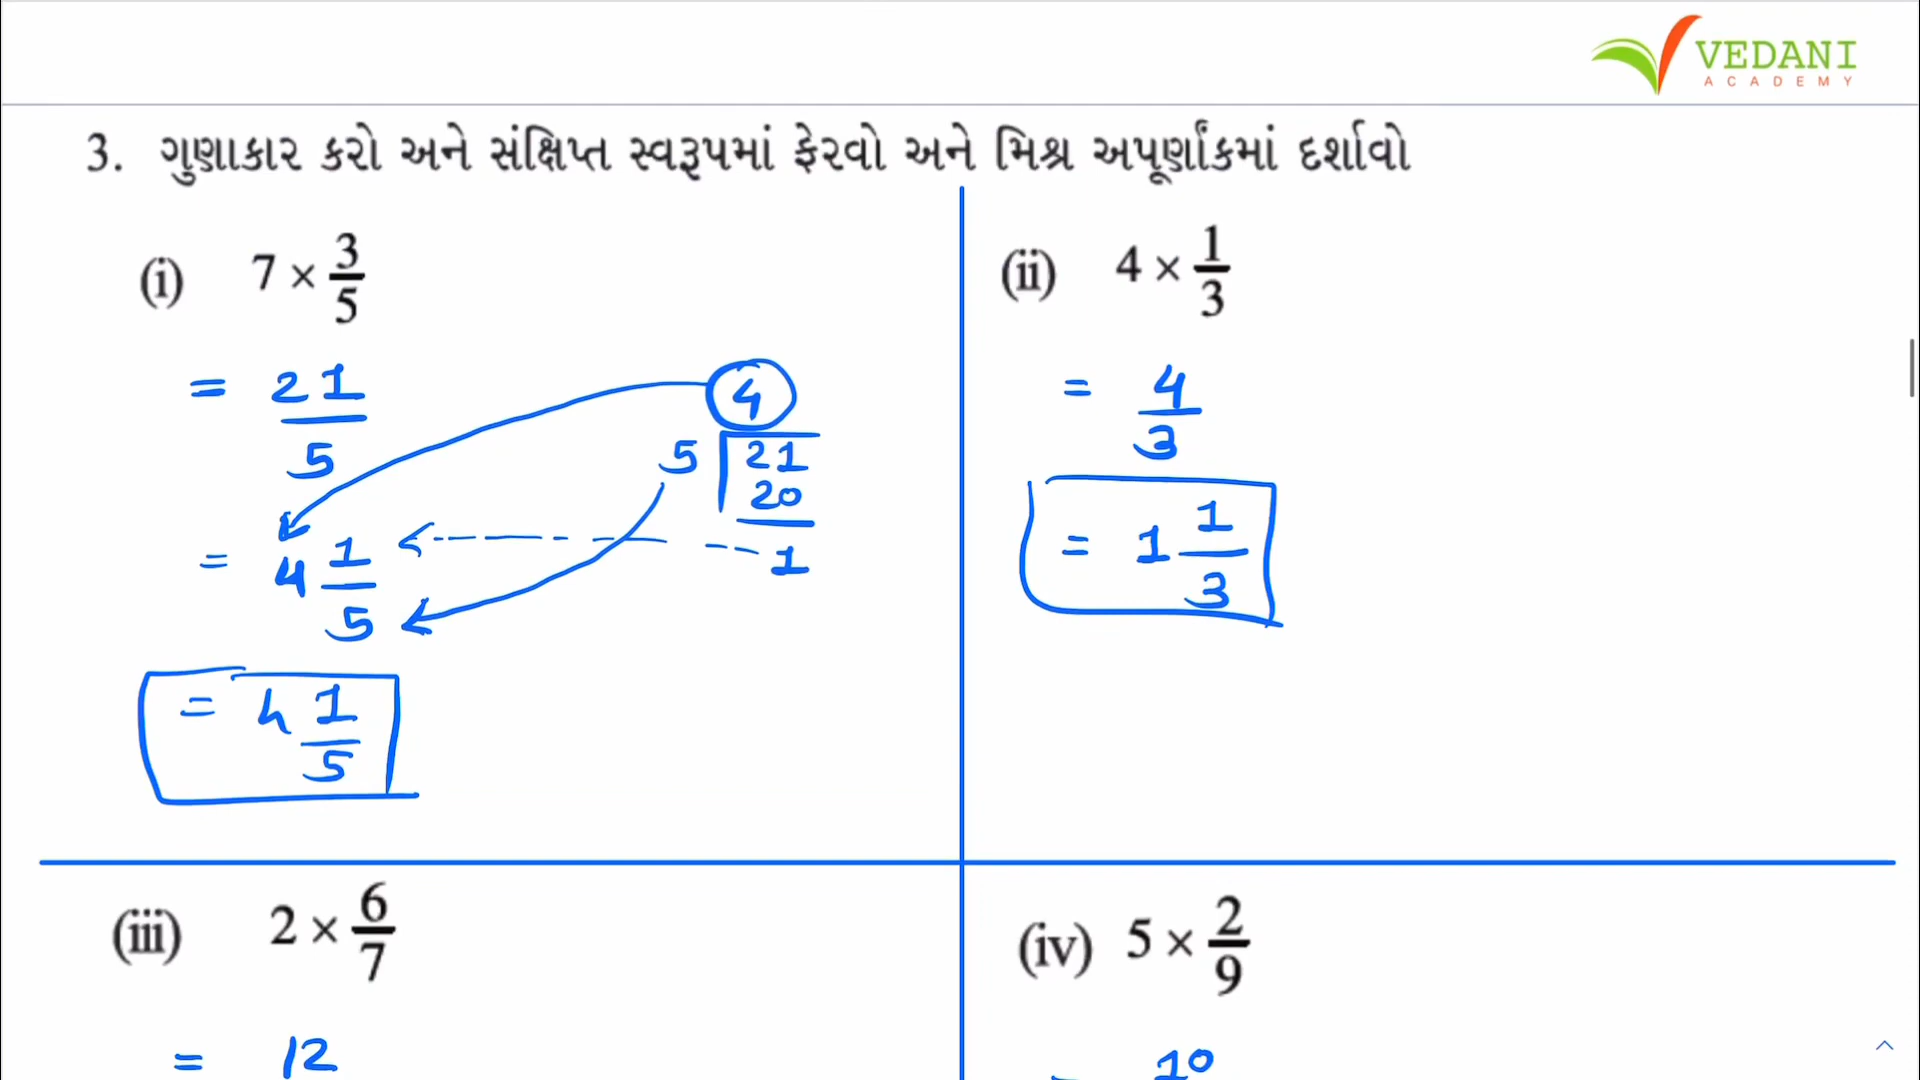 VEDANI
ACADEMY
3. ગુણાકાર કરો અને સંક્ષિપ્ત સ્વરૂપમાં ફેરવો અને મિશ્ર અપૂર્ણાંકમાં દર્શાવો
(i) 7 × 3/5
= 21/5
4
5 21
20
1
= 4 1/5
= 4 1/5
(ii) 4 × 1/3
= 4/3
= 1 1/3
(iii) 2 × 6/7
= 12
(iv) 5 × 2/9
= 10